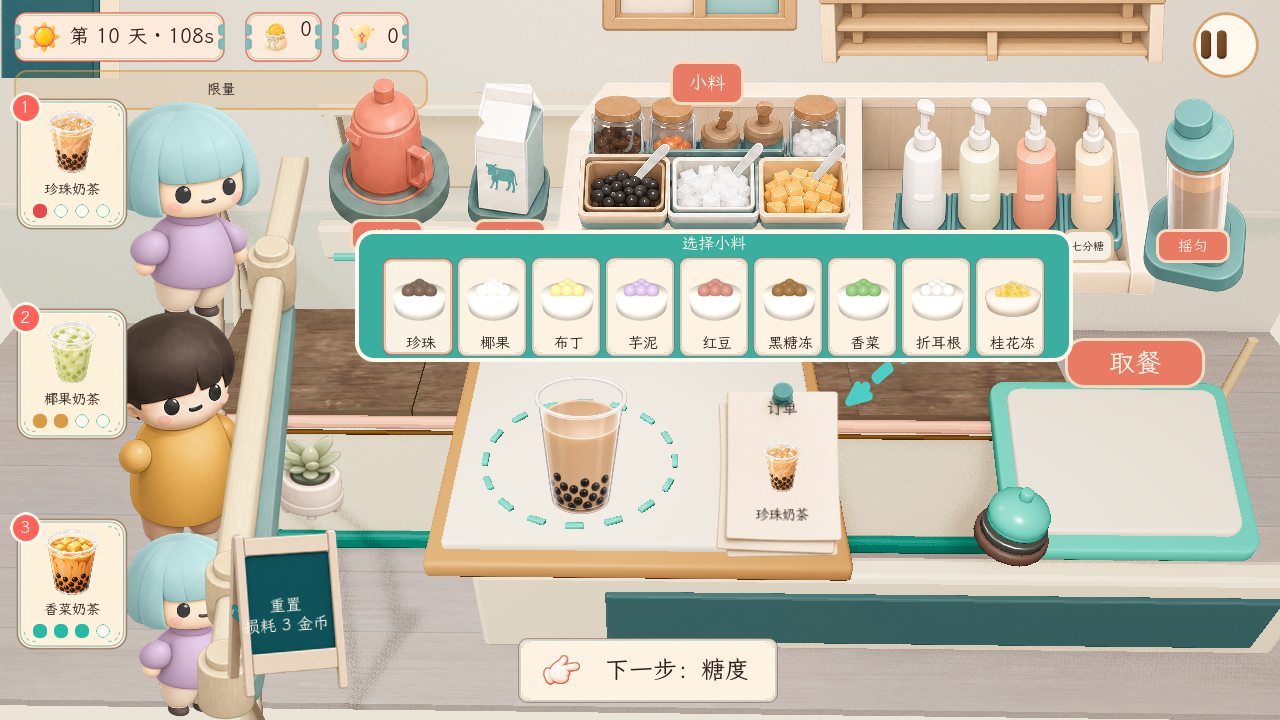 第 10 天·108s
0
0
限量
小料
1
珍珠奶茶
七分糖
摇匀
选择小料
珍珠
椰果
布丁
芋泥
红豆
黑糖冻
香菜
折耳根
桂花冻
2
椰果奶茶
取餐
订单
珍珠奶茶
3
香菜奶茶
重置
损耗 3 金币
下一步：糖度